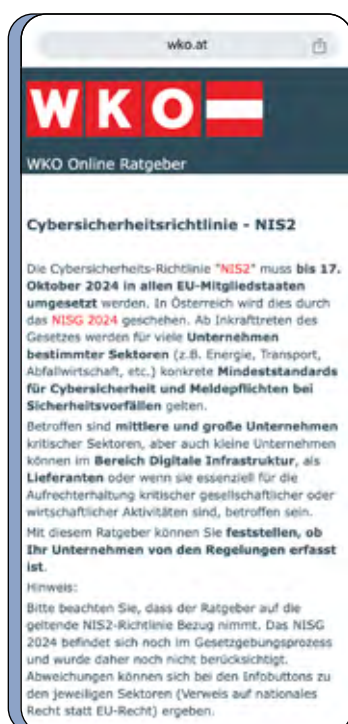 wko.at
WKO
WKO Online Ratgeber
Cybersicherheitsrichtlinie - NIS2
Die Cybersicherheits-Richtlinie "NIS2" muss bis 17.
Oktober 2024 in allen EU-Mitgliedstaaten
umgesetzt werden. In Österreich wird dies durch
das NISG 2024 geschehen. Ab Inkrafttreten des
Gesetzes werden für viele Unternehmen
bestimmter Sektoren (z.B. Energie, Transport,
Abfallwirtschaft, etc.) konkrete Mindeststandards
für Cybersicherheit und Meldepflichten bei
Sicherheitsvorfällen gelten.
Betroffen sind mittlere und große Unternehmen
kritischer Sektoren, aber auch kleine Unternehmen
können im Bereich Digitale Infrastruktur, als
Lieferanten oder wenn sie essenziell für die
Aufrechterhaltung kritischer gesellschaftlicher oder
wirtschaftlicher Aktivitäten sind, betroffen sein.
Mit diesem Ratgeber können Sie feststellen, ob
Ihr Unternehmen von den Regelungen erfasst
ist.
Hinweis:
Bitte beachten Sie, dass der Ratgeber auf die
geltende NIS2-Richtlinie Bezug nimmt. Das NISG
2024 befindet sich noch im Gesetzgebungsprozess
und wurde daher noch nicht berücksichtigt.
Abweichungen können sich bei den Infobuttons zu
den jeweiligen Sektoren (Verweis auf nationales
Recht statt EU-Recht) ergeben.